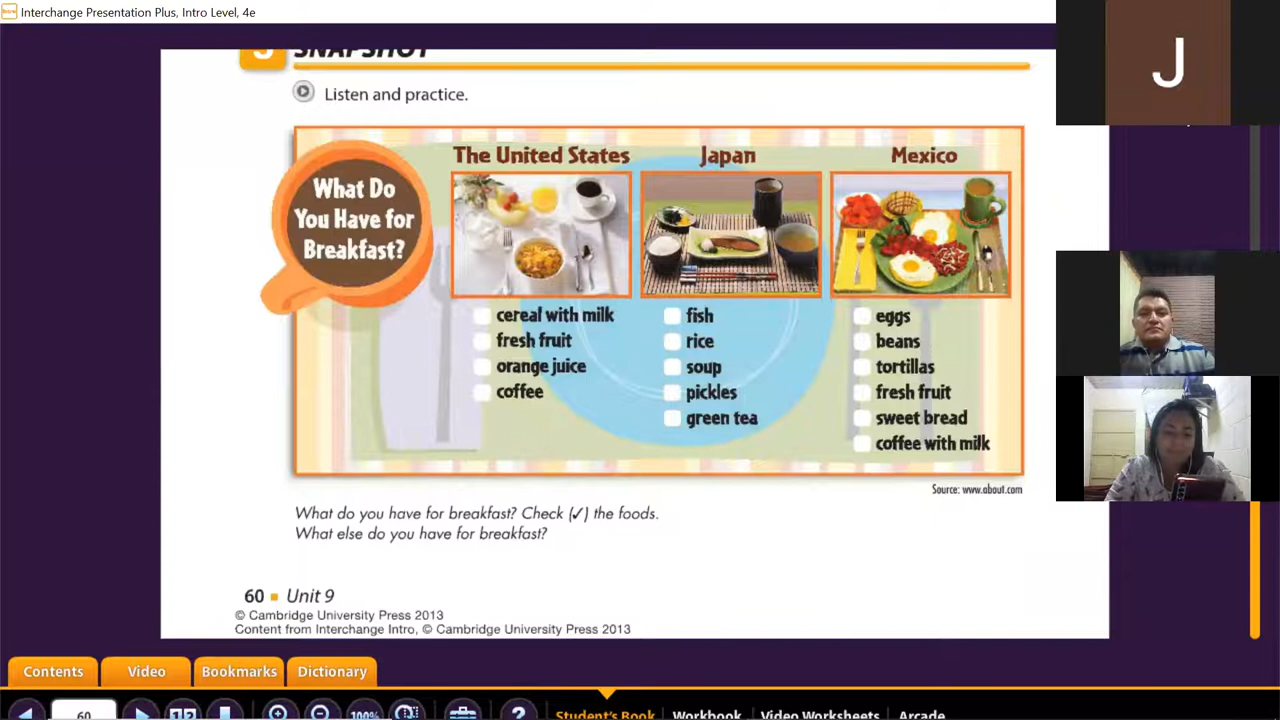 Interchange Presentation Plus, Intro Level, 4e
SNAPSHOT
Listen and practice.
What Do
You Have for
Breakfast?
The United States
cereal with milk
fresh fruit
orange juice
coffee
Japan
fish
rice
soup
pickles
green tea
Mexico
eggs
beans
tortillas
fresh fruit
sweet bread
coffee with milk
Source: www.about.com
What do you have for breakfast? Check (✓) the foods.
What else do you have for breakfast?
60 ▪ Unit 9
© Cambridge University Press 2013
Content from Interchange Intro, © Cambridge University Press 2013
J
Contents Video Bookmarks Dictionary
60 100% ? Student's Book Workbook Video Worksheets Arcade